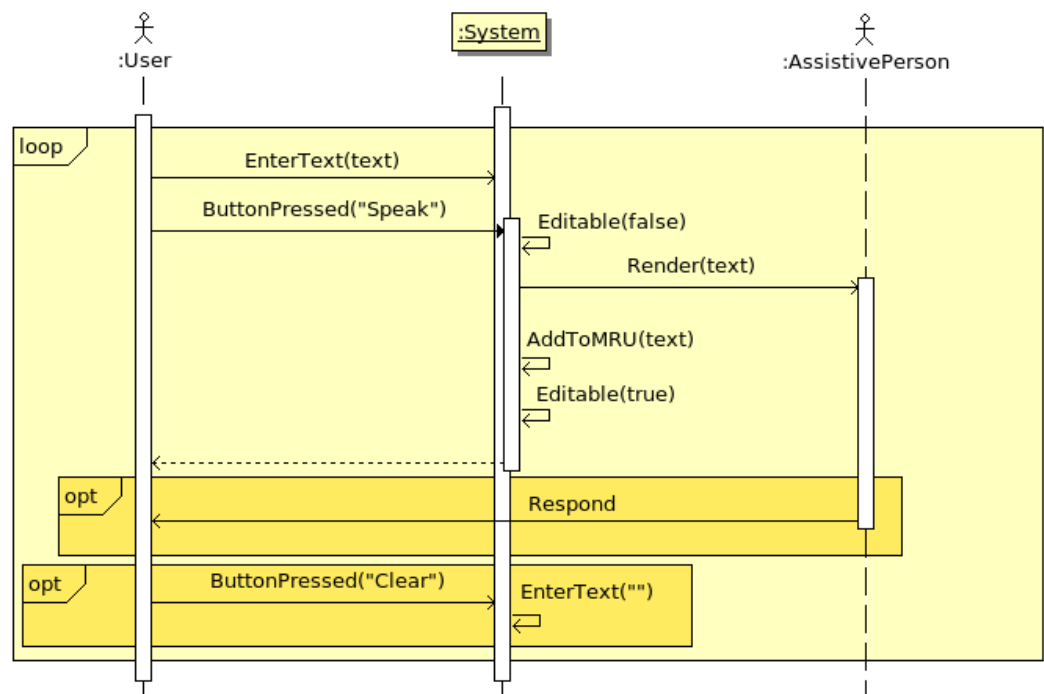 :User
:System
:AssistivePerson
loop
EnterText(text)
ButtonPressed("Speak")
Editable(false)
Render(text)
AddToMRU(text)
Editable(true)
opt
Respond
opt
ButtonPressed("Clear")
EnterText("")